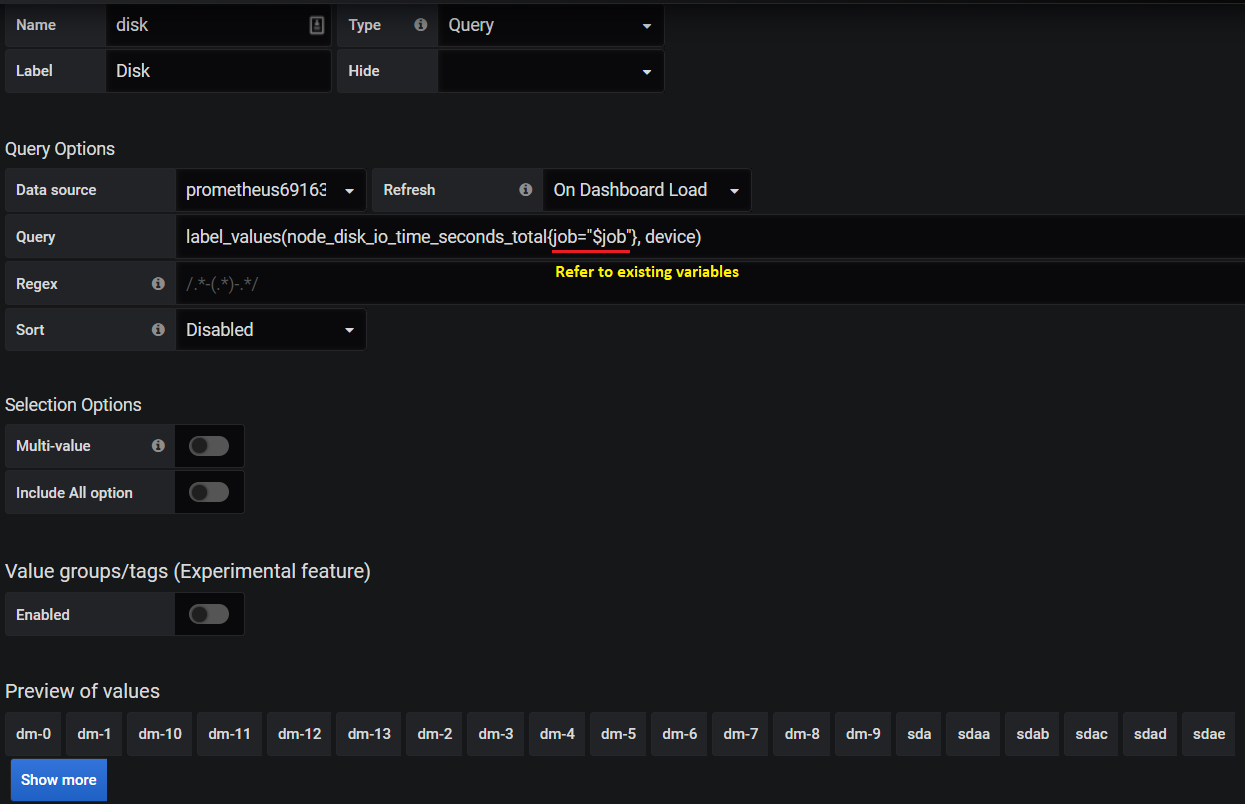 Name disk Type Query
Label Disk Hide
Query Options
Data source prometheus69163 Refresh On Dashboard Load
Query label_values(node_disk_io_time_seconds_total{job="$job"}, device)
Refer to existing variables
Regex /.*-(.*)-.*/
Sort Disabled
Selection Options
Multi-value
Include All option
Value groups/tags (Experimental feature)
Enabled
Preview of values
dm-0 dm-1 dm-10 dm-11 dm-12 dm-13 dm-2 dm-3 dm-4 dm-5 dm-6 dm-7 dm-8 dm-9 sda sdaa sdab sdac sdad sdae
Show more